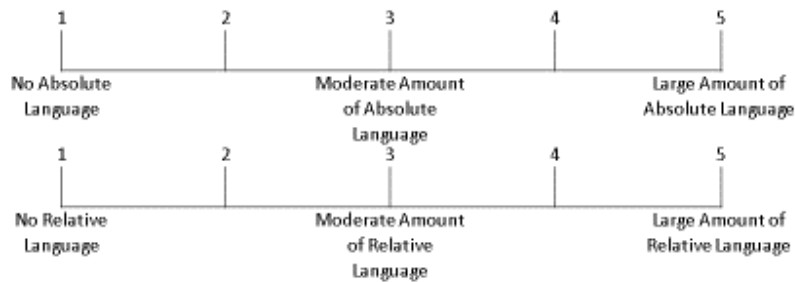 1 2 3 4 5
No Absolute Moderate Amount Large Amount of
Language of Absolute Absolute Language
Language
1 2 3 4 5
No Relative Moderate Amount Large Amount of
Language of Relative Relative Language
Language